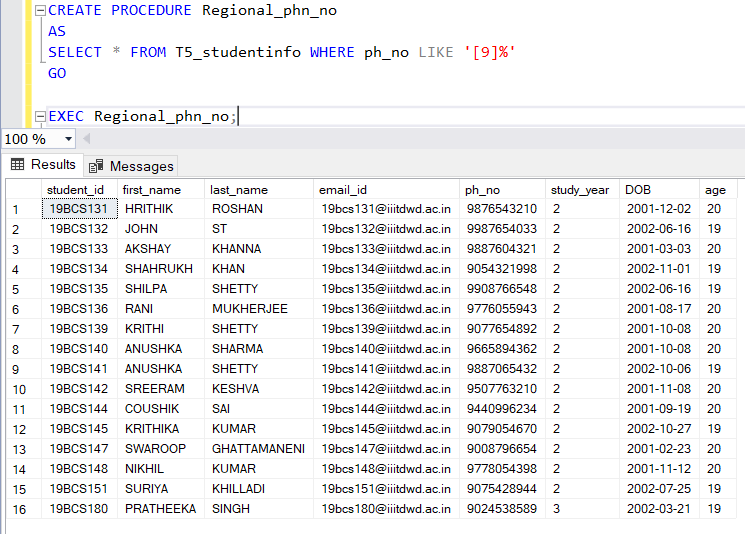 CREATE PROCEDURE Regional_phn_no
AS
SELECT * FROM T5_studentinfo WHERE ph_no LIKE '[9]%'
GO
EXEC Regional_phn_no;
100 %
Results Messages
student_id first_name last_name email_id ph_no study_year DOB age
1 19BCS131 HRITHIK ROSHAN 19bcs131@iiitdwd.ac.in 9876543210 2 2001-12-02 20
2 19BCS132 JOHN ST 19bcs132@iiitdwd.ac.in 9987654033 2 2002-06-16 19
3 19BCS133 AKSHAY KHANNA 19bcs133@iiitdwd.ac.in 9887604321 2 2001-03-03 20
4 19BCS134 SHAHRUKH KHAN 19bcs134@iiitdwd.ac.in 9054321998 2 2002-11-01 19
5 19BCS135 SHILPA SHETTY 19bcs135@iiitdwd.ac.in 9908766548 2 2002-06-16 19
6 19BCS136 RANI MUKHERJEE 19bcs136@iiitdwd.ac.in 9776055943 2 2001-08-17 20
7 19BCS139 KRITHI SHETTY 19bcs139@iiitdwd.ac.in 9077654892 2 2001-10-08 20
8 19BCS140 ANUSHKA SHARMA 19bcs140@iiitdwd.ac.in 9665894362 2 2001-10-08 20
9 19BCS141 ANUSHKA SHETTY 19bcs141@iiitdwd.ac.in 9887065432 2 2002-10-06 19
10 19BCS142 SREERAM KESHVA 19bcs142@iiitdwd.ac.in 9507763210 2 2001-11-08 20
11 19BCS144 COUSHIK SAI 19bcs144@iiitdwd.ac.in 9440996234 2 2001-09-19 20
12 19BCS145 KRITHIKA KUMAR 19bcs145@iiitdwd.ac.in 9079054670 2 2002-10-27 19
13 19BCS147 SWAROOP GHATTAMANENI 19bcs147@iiitdwd.ac.in 9008796654 2 2001-02-23 20
14 19BCS148 NIKHIL KUMAR 19bcs148@iiitdwd.ac.in 9778054398 2 2001-11-12 20
15 19BCS151 SURIYA KHILLADI 19bcs151@iiitdwd.ac.in 9075428944 2 2002-07-25 19
16 19BCS180 PRATHEEKA SINGH 19bcs180@iiitdwd.ac.in 9024538589 3 2002-03-21 19